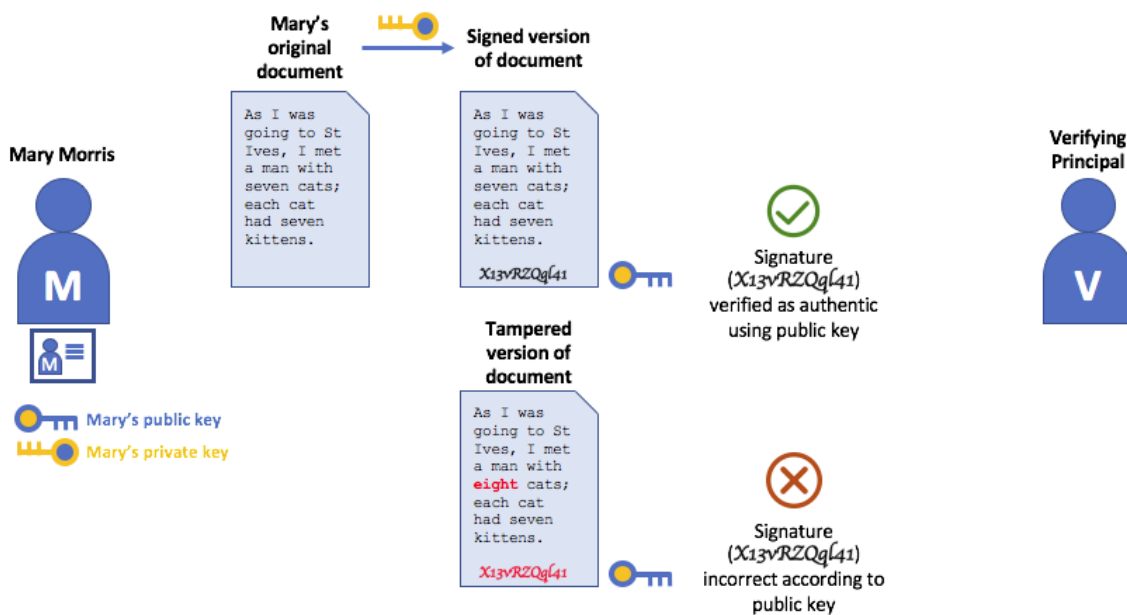 Mary's
original
document
Signed version
of document
As I was
going to St
Ives, I met
a man with
seven cats;
each cat
had seven
kittens.
As I was
going to St
Ives, I met
a man with
seven cats;
each cat
had seven
kittens.
X13vRZQql41
Mary Morris
M
M
Mary's public key
Mary's private key
Signature
(X13vRZQql41)
verified as authentic
using public key
Verifying
Principal
V
Tampered
version of
document
As I was
going to St
Ives, I met
a man with
eight cats;
each cat
had seven
kittens.
X13vRZQql41
Signature
(X13vRZQql41)
incorrect according to
public key